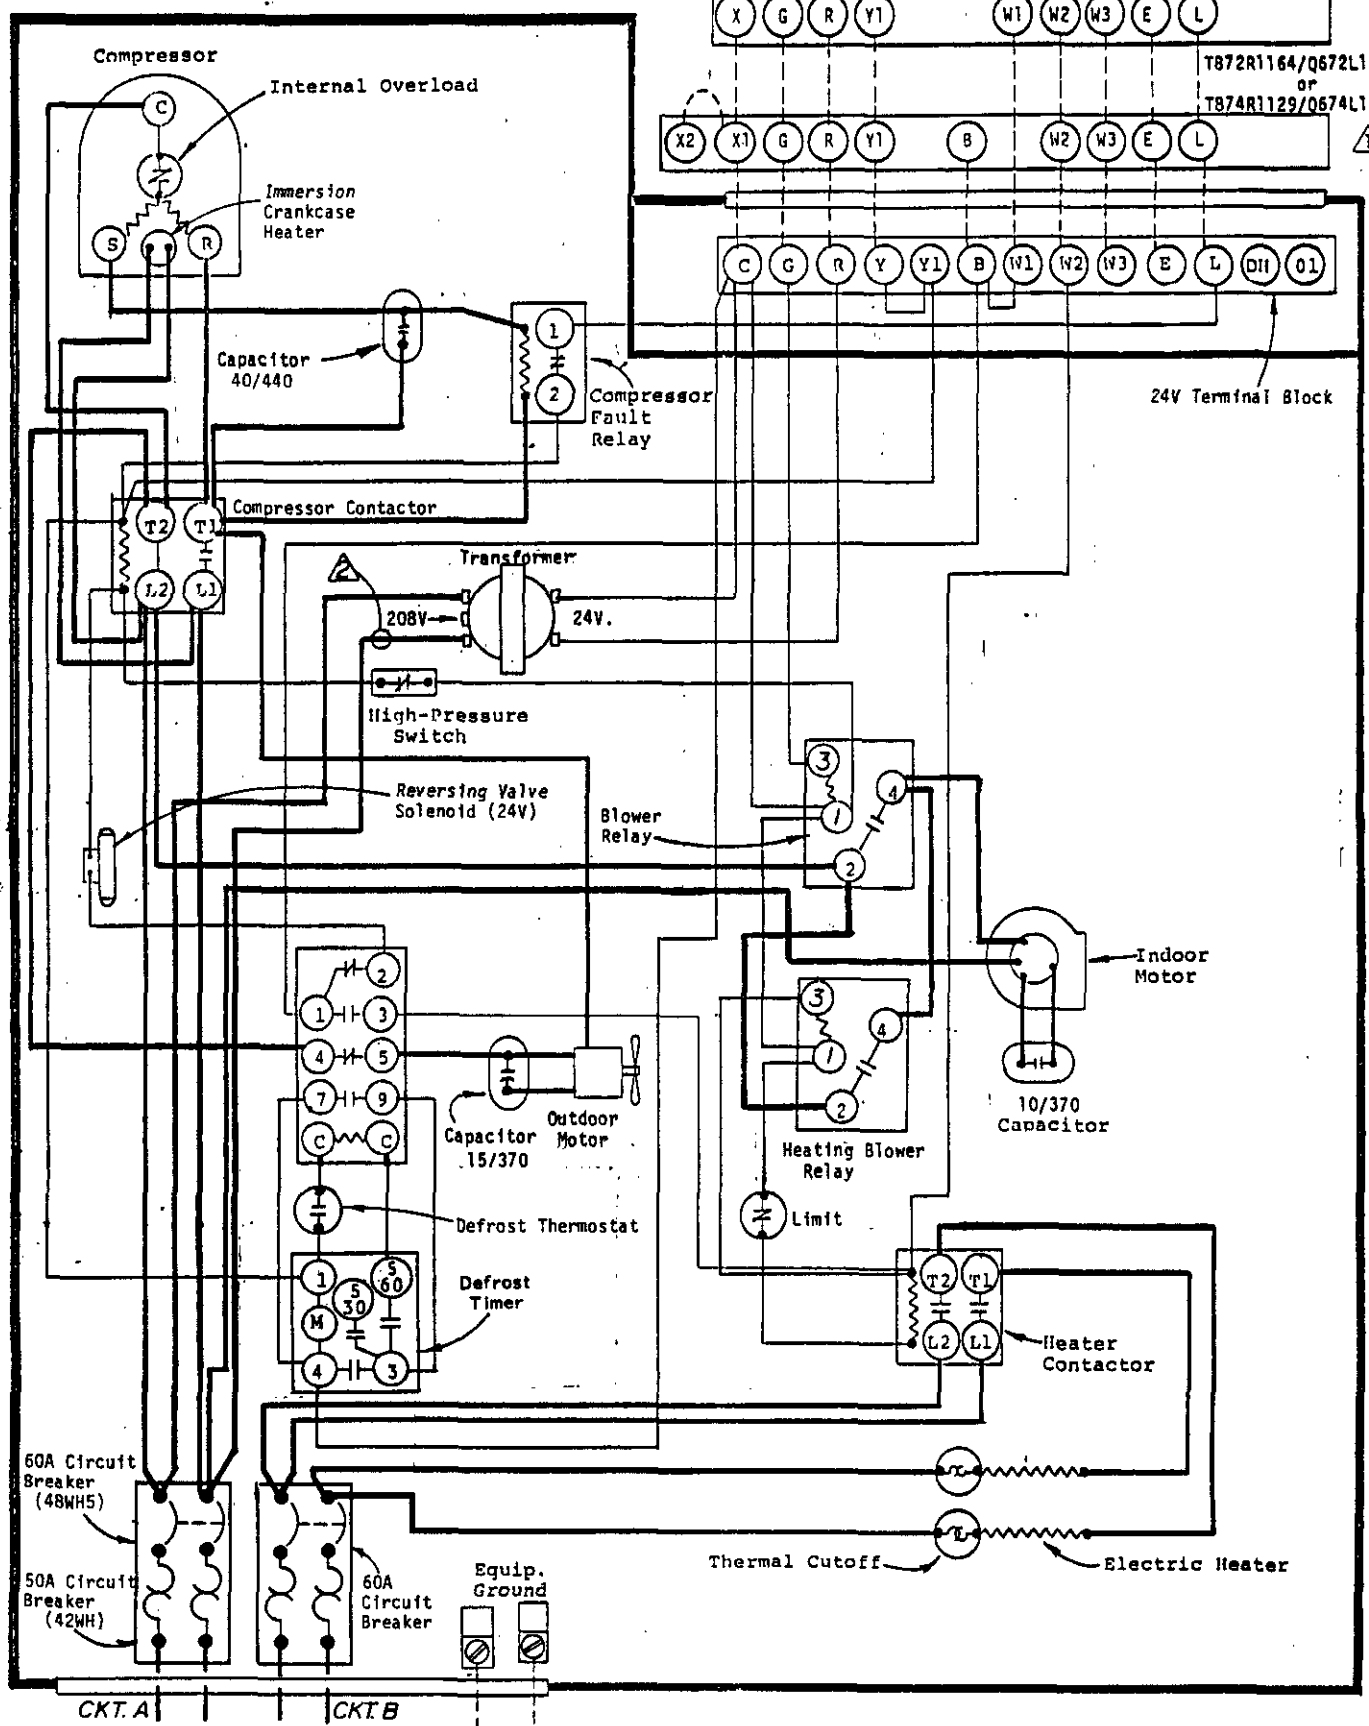 X G R Y1 W1 W2 W3 E L
T872R1164/Q672L1
or
T874R1129/Q674L1
X2 X1 G R Y1 B W2 W3 E L
C G R Y Y1 B W1 W2 W3 E L DH O1
24V Terminal Block
Compressor
C
Internal Overload
Immersion
Crankcase
Heater
S R
Capacitor
40/440
1
2
Compressor
Fault
Relay
Compressor Contactor
T2 T1
L2 L1
2
Transformer
208V
24V.
High-Pressure
Switch
Reversing Valve
Solenoid (24V)
Blower
Relay
3
4
1
2
Indoor
Motor
10/370
Capacitor
3
4
1
2
Heating Blower
Relay
2
1 3
4 5
7 9
C C
Capacitor
15/370
Outdoor
Motor
Defrost Thermostat
Limit
1
S
30
S
60
M
4 3
Defrost
Timer
T2 T1
L2 L1
Heater
Contactor
60A Circuit
Breaker
(48WH5)
50A Circuit
Breaker
(42WH)
60A
Circuit
Breaker
Equip.
Ground
Thermal Cutoff
Electric Heater
CKT. A
CKT. B